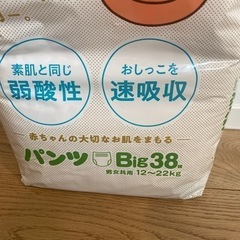 素肌と同じ
弱酸性
おしっこを
速吸収
赤ちゃんの大切なお肌をまもる
パンツ Big 38枚
男女共用 12〜22kg